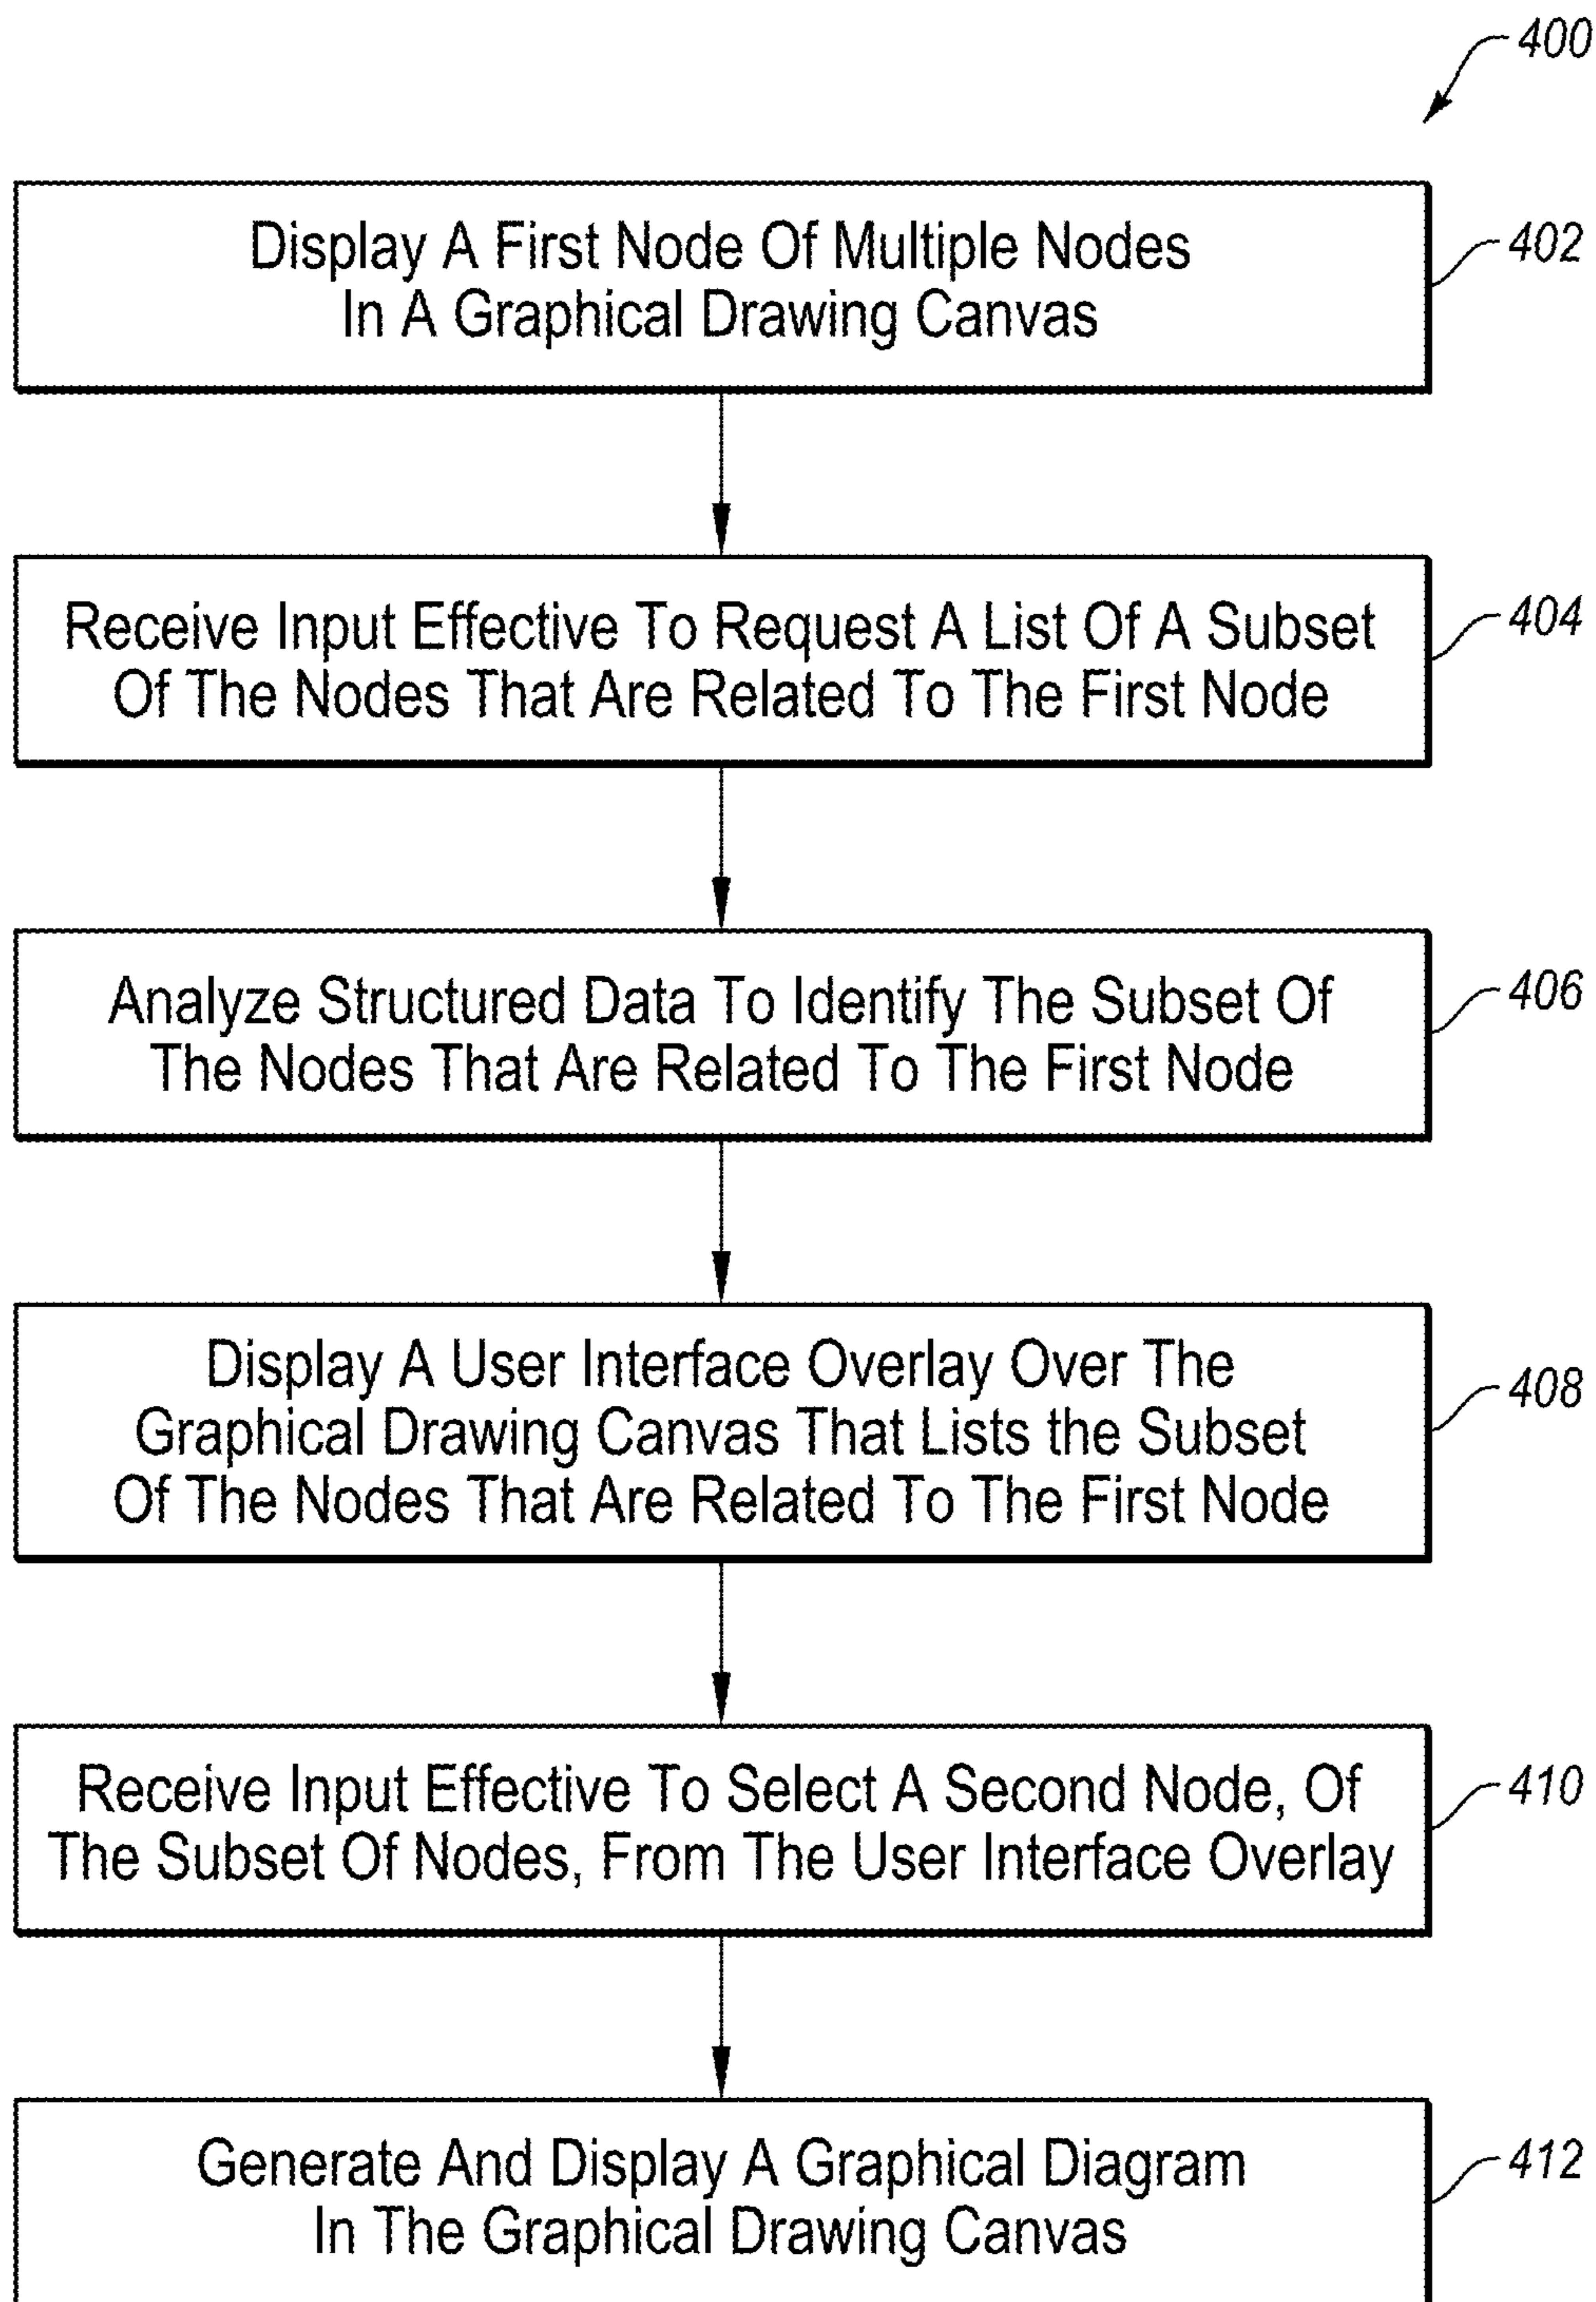 400
Display A First Node Of Multiple Nodes
In A Graphical Drawing Canvas
402
Receive Input Effective To Request A List Of A Subset
Of The Nodes That Are Related To The First Node
404
Analyze Structured Data To Identify The Subset Of
The Nodes That Are Related To The First Node
406
Display A User Interface Overlay Over The
Graphical Drawing Canvas That Lists the Subset
Of The Nodes That Are Related To The First Node
408
Receive Input Effective To Select A Second Node, Of
The Subset Of Nodes, From The User Interface Overlay
410
Generate And Display A Graphical Diagram
In The Graphical Drawing Canvas
412